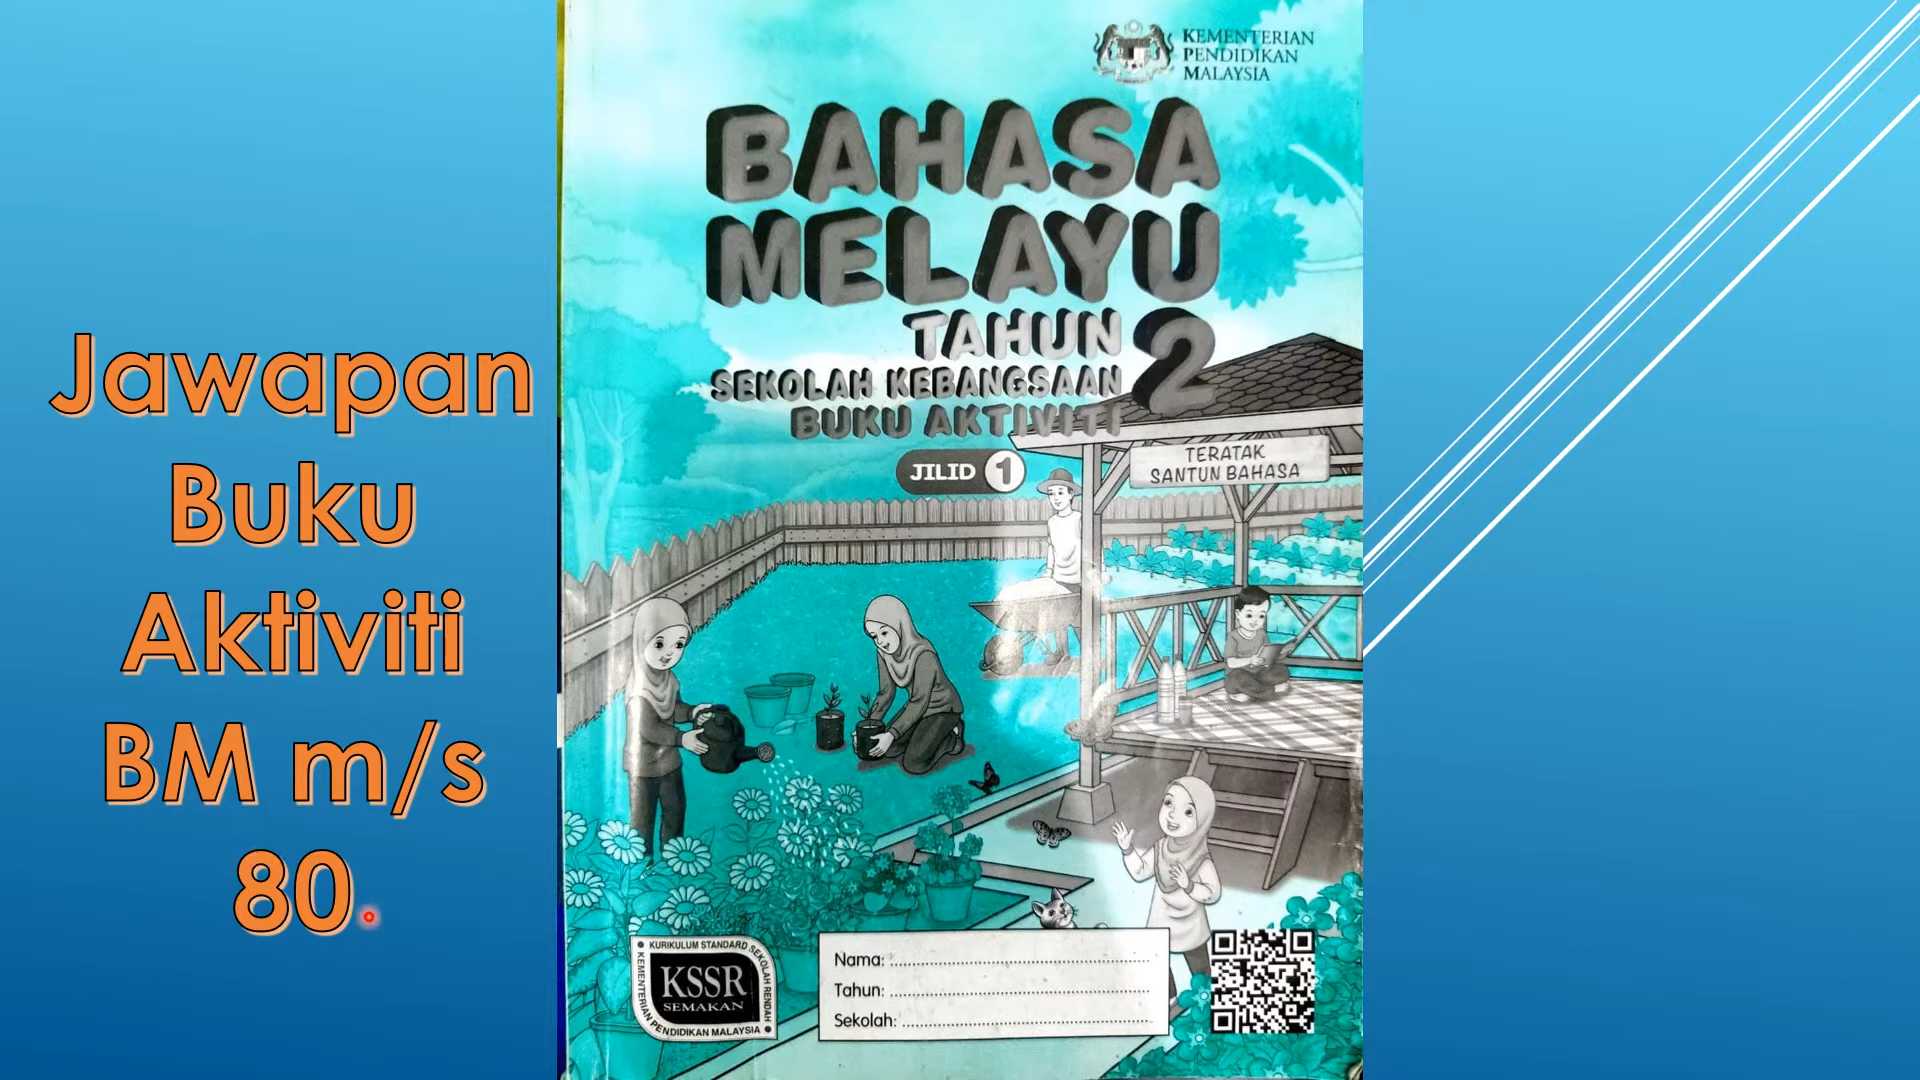 Jawapan
Buku
Aktiviti
BM m/s
80.
KEMENTERIAN
PENDIDIKAN
MALAYSIA
BAHASA
MELAYU
TAHUN 2
SEKOLAH KEBANGSAAN
BUKU AKTIVITI
JILID 1
TERATAK
SANTUN BAHASA
KURIKULUM STANDARD SEKOLAH RENDAH
KSSR
SEMAKAN
KEMENTERIAN PENDIDIKAN MALAYSIA
Nama:
Tahun:
Sekolah: